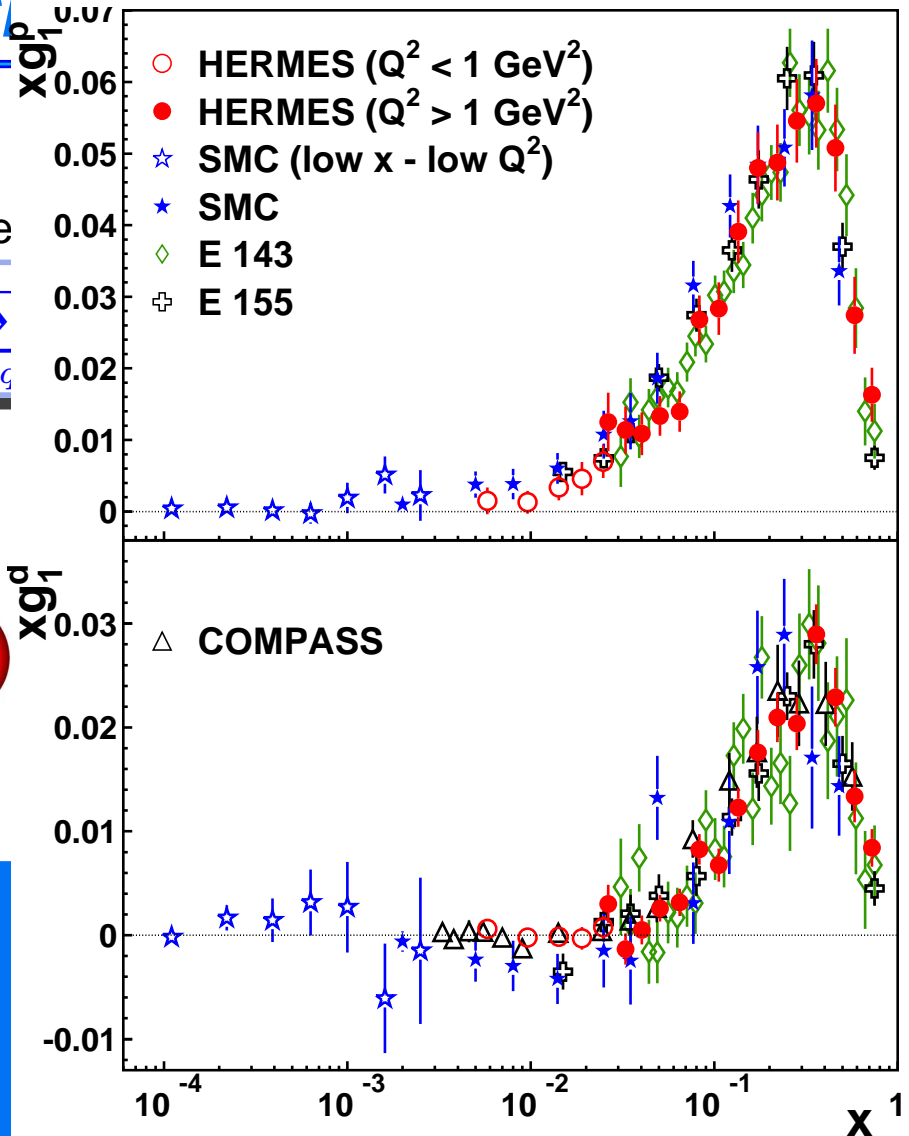 0.07
xg₁ᵖ
0.06
0.05
0.04
0.03
0.02
0.01
0
HERMES (Q² < 1 GeV²)
HERMES (Q² > 1 GeV²)
SMC (low x - low Q²)
SMC
E 143
E 155
xg₁ᵈ
0.03
0.02
0.01
0
-0.01
COMPASS
10⁻⁴ 10⁻³ 10⁻² 10⁻¹ 1
x
e